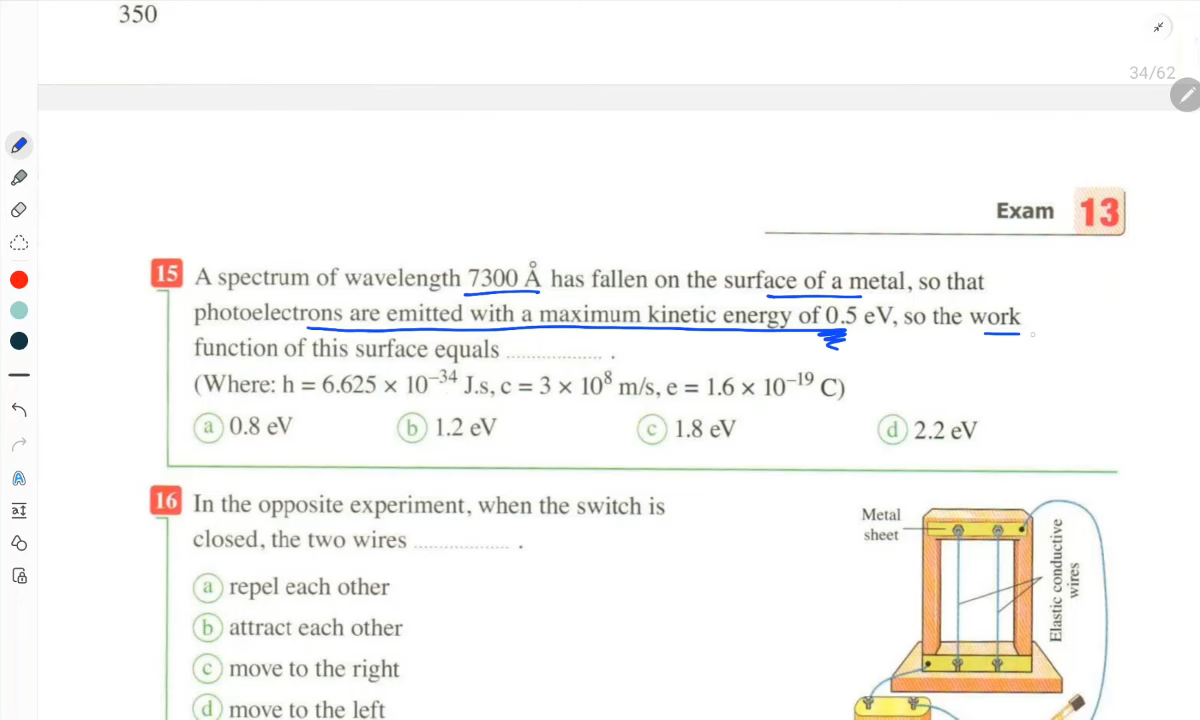 350
34/62
Exam 13
15 A spectrum of wavelength 7300 Å has fallen on the surface of a metal, so that
photoelectrons are emitted with a maximum kinetic energy of 0.5 eV, so the work
function of this surface equals .................... .
(Where: h = 6.625 × 10⁻³⁴ J.s, c = 3 × 10⁸ m/s, e = 1.6 × 10⁻¹⁹ C)
a 0.8 eV b 1.2 eV c 1.8 eV d 2.2 eV
16 In the opposite experiment, when the switch is
closed, the two wires .................... .
a repel each other
b attract each other
c move to the right
d move to the left
Metal
sheet
Elastic conductive
wires